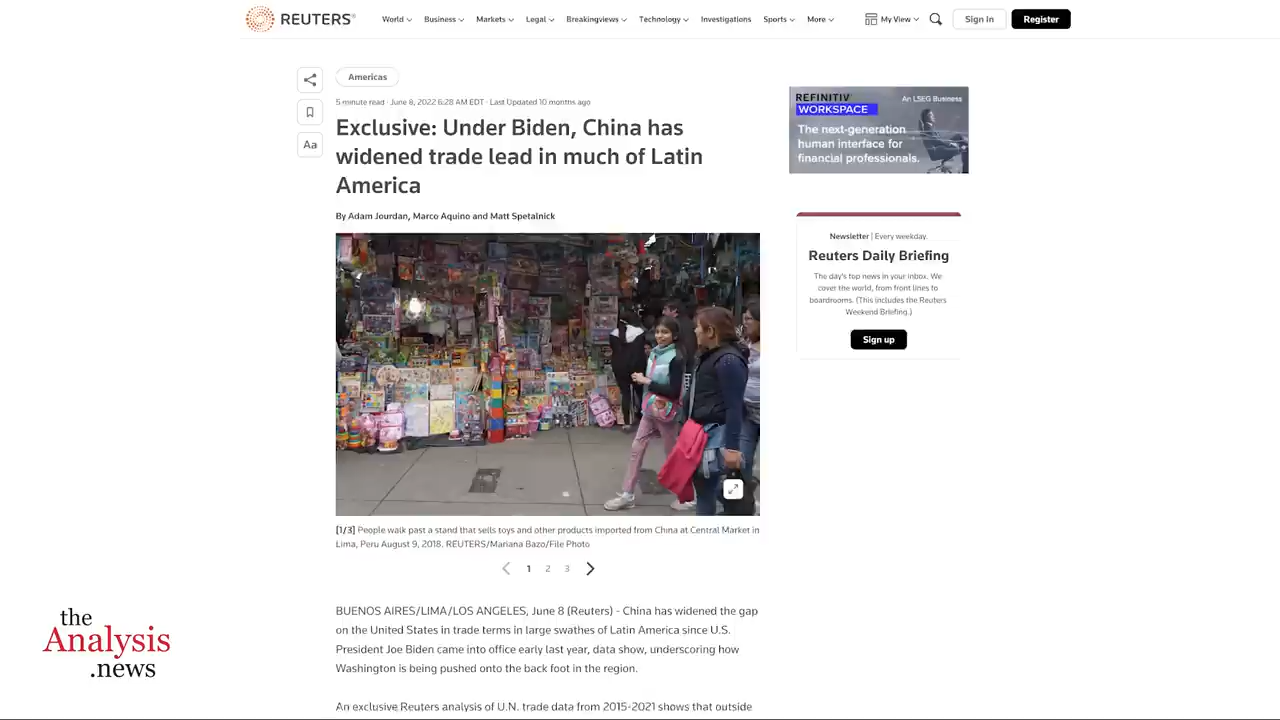 REUTERS®
World Business Markets Legal Breakingviews Technology Investigations Sports More
My View
Sign In
Register
Americas
5 minute read · June 8, 2022 6:28 AM EDT · Last Updated 10 months ago
Aa
Exclusive: Under Biden, China has
widened trade lead in much of Latin
America
By Adam Jourdan, Marco Aquino and Matt Spetalnick
[1/3] People walk past a stand that sells toys and other products imported from China at Central Market in
Lima, Peru August 9, 2018. REUTERS/Mariana Bazo/File Photo
1 2 3
BUENOS AIRES/LIMA/LOS ANGELES, June 8 (Reuters) - China has widened the gap
on the United States in trade terms in large swathes of Latin America since U.S.
President Joe Biden came into office early last year, data show, underscoring how
Washington is being pushed onto the back foot in the region.
An exclusive Reuters analysis of U.N. trade data from 2015-2021 shows that outside
REFINITIV
An LSEG Business
WORKSPACE
The next-generation
human interface for
financial professionals.
Newsletter | Every weekday.
Reuters Daily Briefing
The day's top news in your inbox. We
cover the world, from front lines to
boardrooms. (This includes the Reuters
Weekend Briefing.)
Sign up
the
Analysis
.news